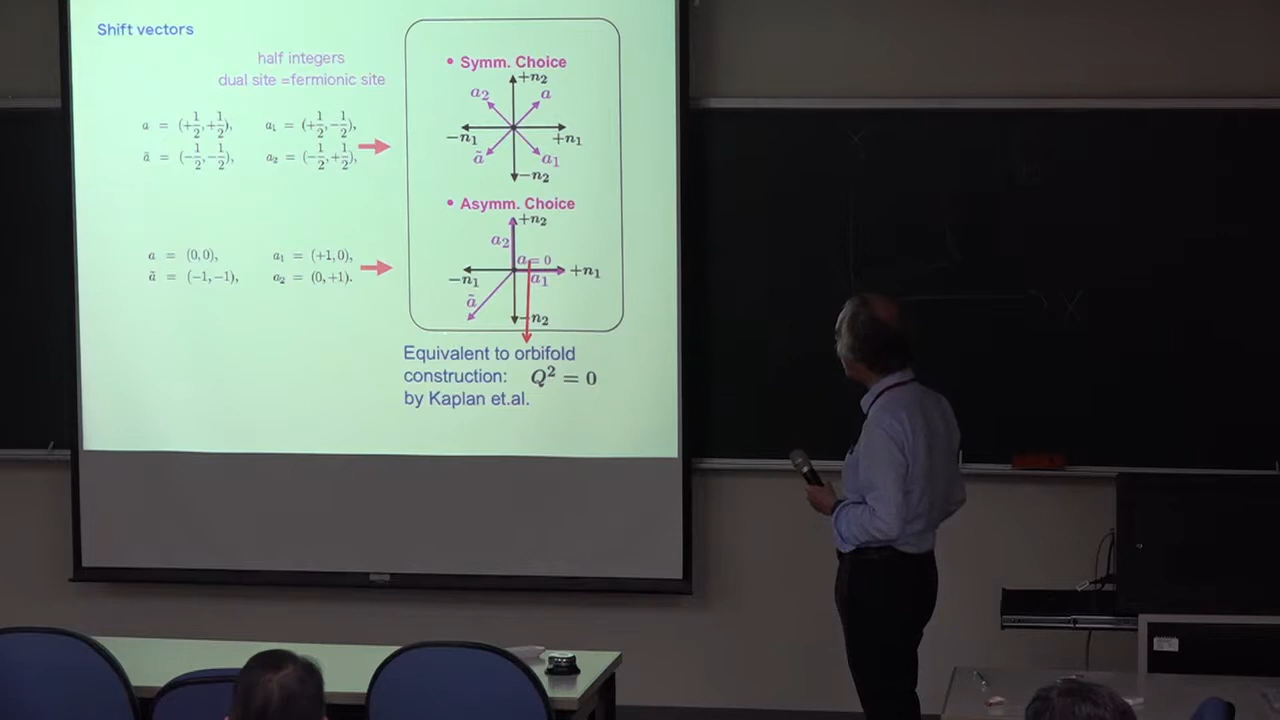 Shift vectors
half integers
dual site =fermionic site
a = (+1/2,+1/2), a₁ = (+1/2,−1/2),
ã = (−1/2,−1/2), a₂ = (−1/2,+1/2),
a = (0,0), a₁ = (+1,0),
ã = (−1,−1), a₂ = (0,+1).
• Symm. Choice
+n₂
a₂ a
−n₁ +n₁
ã a₁
−n₂
• Asymm. Choice
+n₂
a₂
a = 0
−n₁ a₁ +n₁
ã
−n₂
Equivalent to orbifold
construction: Q² = 0
by Kaplan et.al.
X